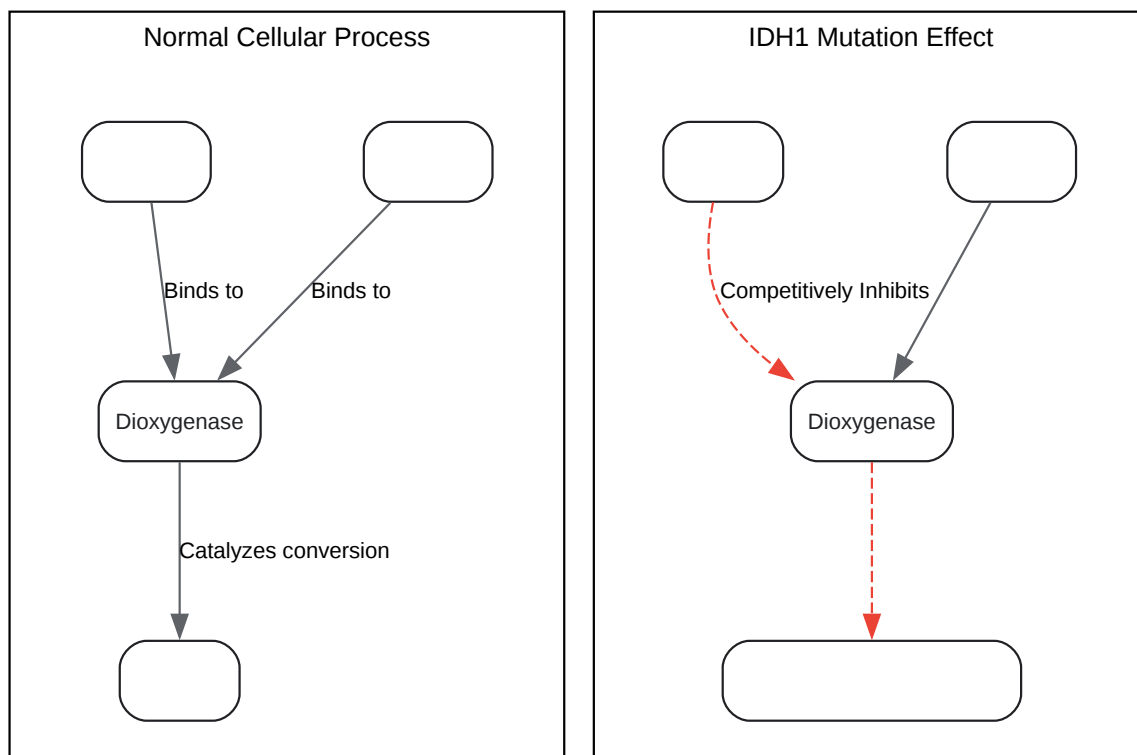 Normal Cellular Process
Binds to
Binds to
Dioxygenase
Catalyzes conversion
IDH1 Mutation Effect
Competitively Inhibits
Dioxygenase